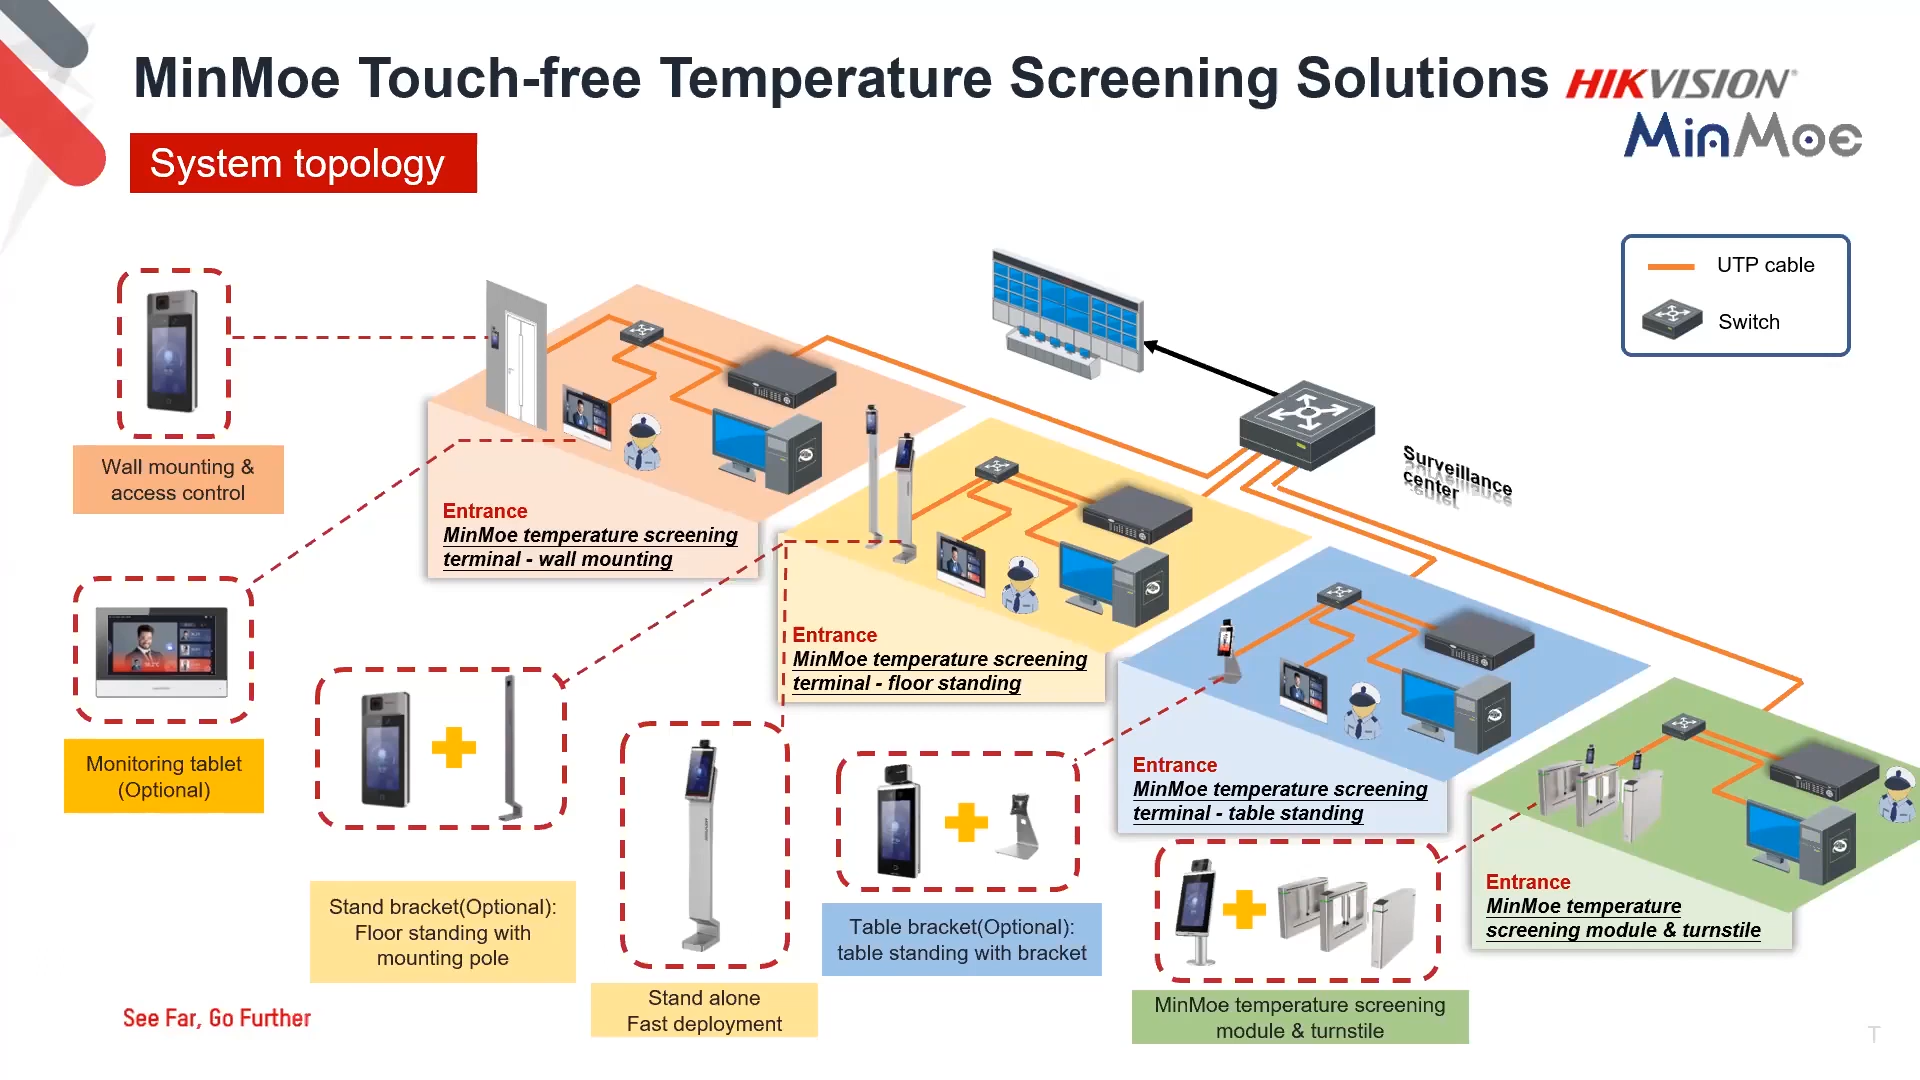 MinMoe Touch-free Temperature Screening Solutions
HIKVISION
MinMoe
System topology
UTP cable
Switch
Wall mounting &
access control
Surveillance
center
Entrance
MinMoe temperature screening
terminal - wall mounting
Entrance
MinMoe temperature screening
terminal - floor standing
Monitoring tablet
(Optional)
Entrance
MinMoe temperature screening
terminal - table standing
Entrance
MinMoe temperature
screening module & turnstile
Stand bracket(Optional):
Floor standing with
mounting pole
Table bracket(Optional):
table standing with bracket
Stand alone
Fast deployment
MinMoe temperature screening
module & turnstile
See Far, Go Further
T